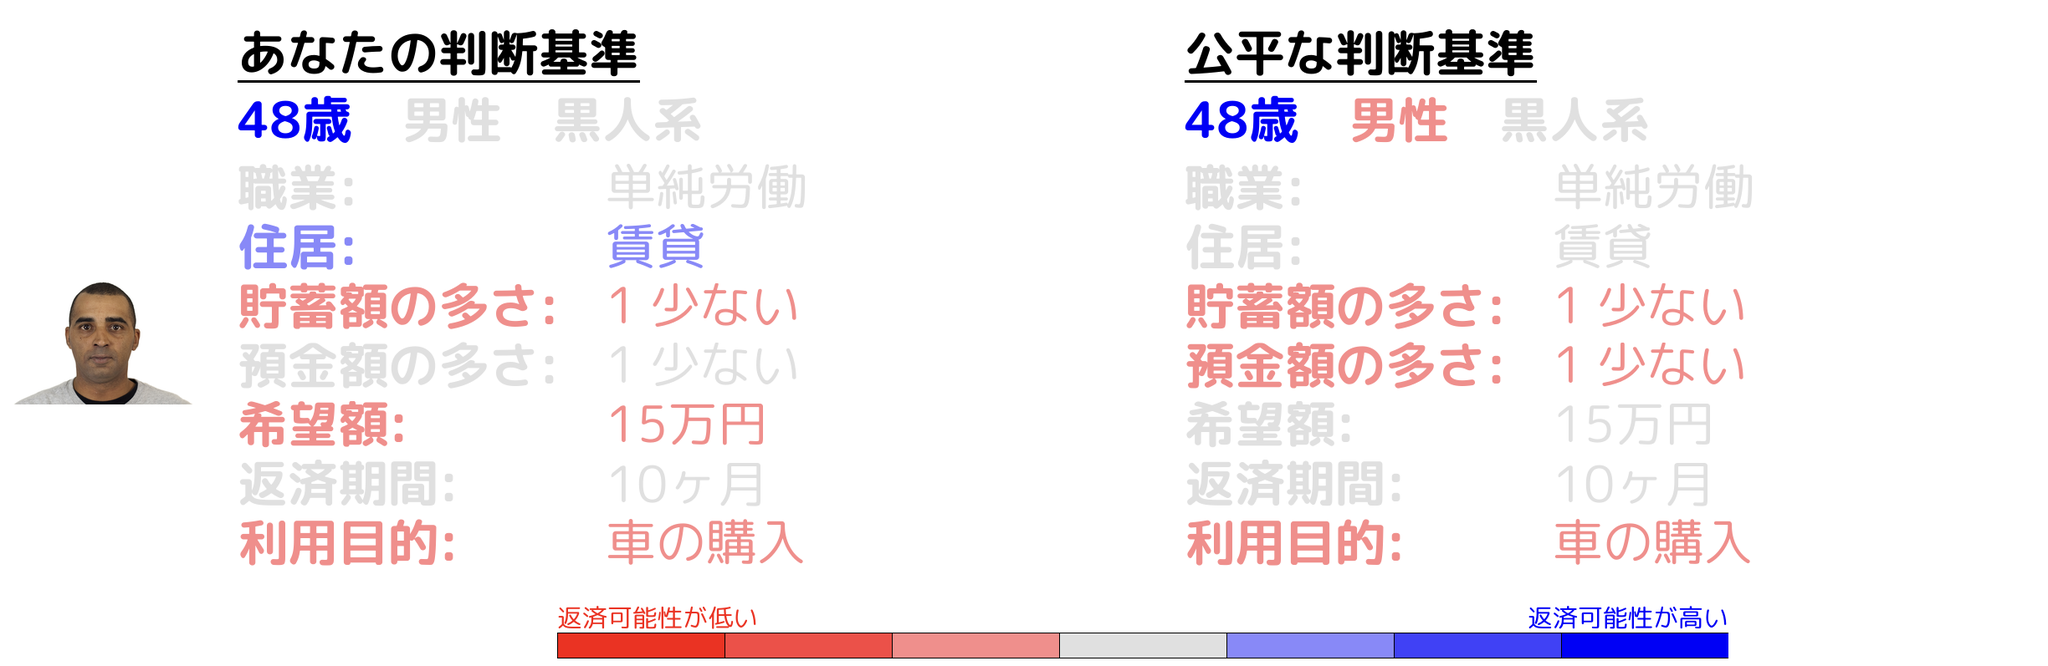 あなたの判断基準
48歳 男性 黒人系
職業: 単純労働
住居: 賃貸
貯蓄額の多さ: 1 少ない
預金額の多さ: 1 少ない
希望額: 15万円
返済期間: 10ヶ月
利用目的: 車の購入
公平な判断基準
48歳 男性 黒人系
職業: 単純労働
住居: 賃貸
貯蓄額の多さ: 1 少ない
預金額の多さ: 1 少ない
希望額: 15万円
返済期間: 10ヶ月
利用目的: 車の購入
返済可能性が低い
返済可能性が高い